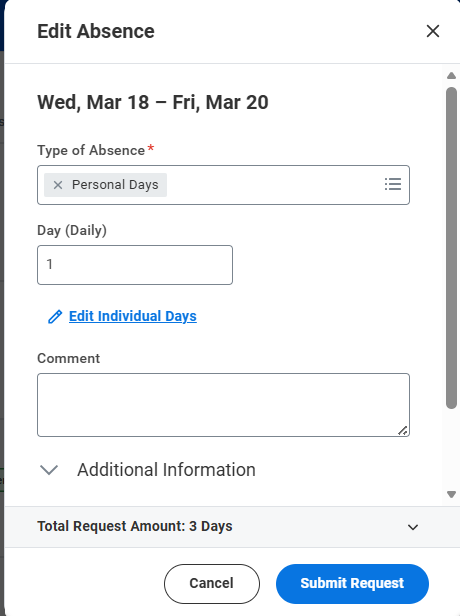 Edit Absence
Wed, Mar 18 – Fri, Mar 20
Type of Absence*
Personal Days
Day (Daily)
1
Edit Individual Days
Comment
Additional Information
Total Request Amount: 3 Days
Cancel
Submit Request